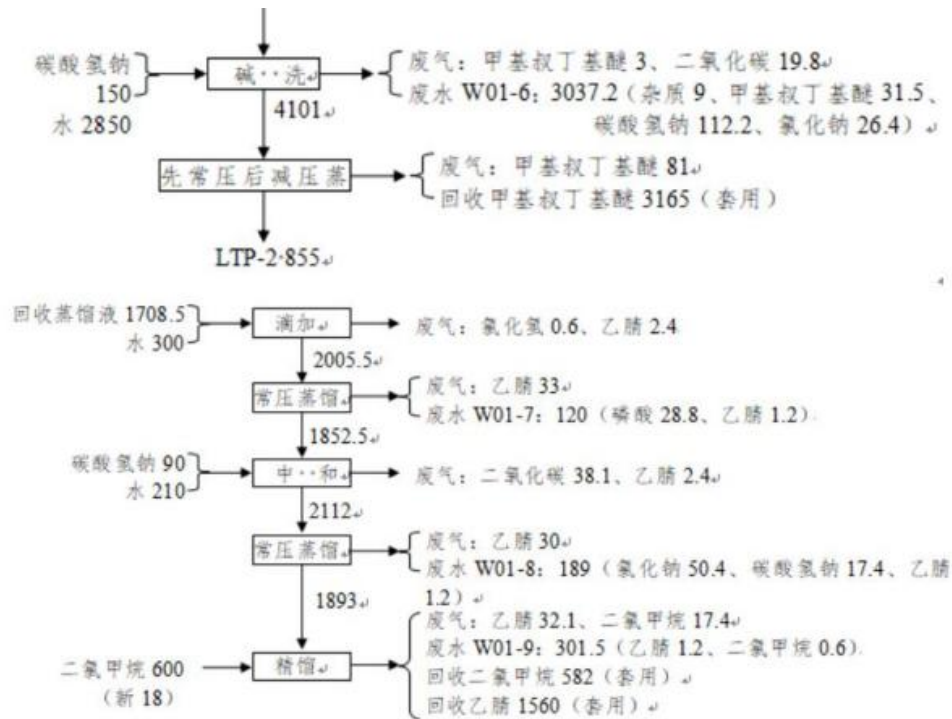 碳酸氢钠
150
水 2850
碱··洗
废气：甲基叔丁基醚 3、二氧化碳 19.8
废水 W01-6：3037.2（杂质 9、甲基叔丁基醚 31.5、
碳酸氢钠 112.2、氯化钠 26.4）
4101
先常压后减压蒸
废气：甲基叔丁基醚 81
回收甲基叔丁基醚 3165（套用）
LTP-2·855
回收蒸馏液 1708.5
水 300
滴加
废气：氯化氢 0.6、乙腈 2.4
2005.5
常压蒸馏
废气：乙腈 33
废水 W01-7：120（磷酸 28.8、乙腈 1.2）
1852.5
碳酸氢钠 90
水 210
中··和
废气：二氧化碳 38.1、乙腈 2.4
2112
常压蒸馏
废气：乙腈 30
废水 W01-8：189（氯化钠 50.4、碳酸氢钠 17.4、乙腈
1.2）
1893
二氯甲烷 600
（新 18）
精馏
废气：乙腈 32.1、二氯甲烷 17.4
废水 W01-9：301.5（乙腈 1.2、二氯甲烷 0.6）
回收二氯甲烷 582（套用）
回收乙腈 1560（套用）